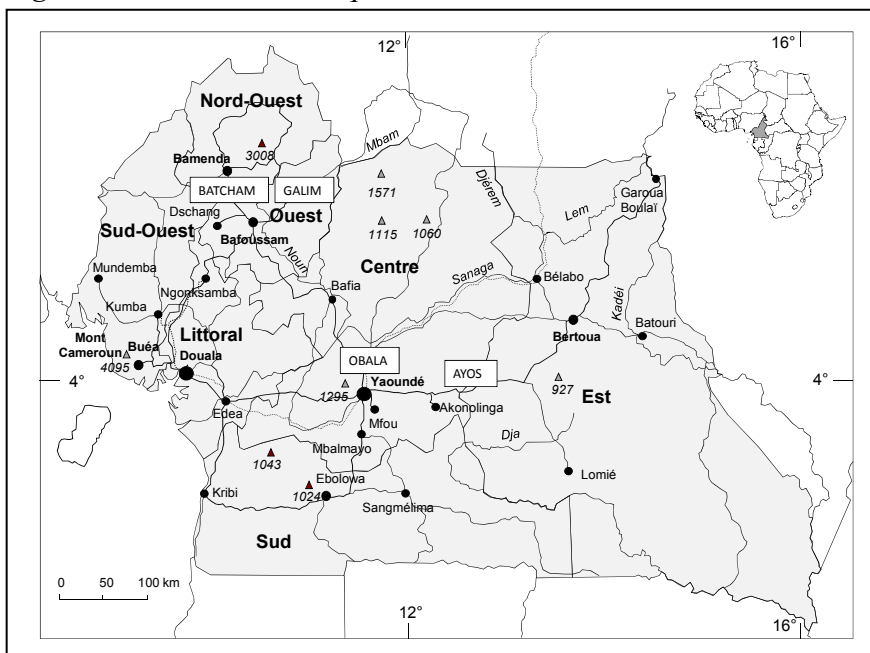 12°
16°
Nord-Ouest
3008
Bamenda
Mbam
BATCHAM
GALIM
1571
Djérem
Garoua
Boulaï
Dschang
Ouest
Lem
Sud-Ouest
Bafoussam
1115
1060
Noun
Centre
Mundemba
Ngonksamba
Sanaga
Bélabo
Kadéi
Kumba
Bafia
Littoral
Bertoua
Batouri
Mont
Cameroun
Buéa
4095
Douala
OBALA
AYOS
4°
Yaoundé
1295
927
4°
Est
Edea
Mfou
Akonolinga
Mbalmayo
Dja
1043
Ebolowa
1024
Lomié
Kribi
Sangmélima
Sud
0 50 100 km
12°
16°